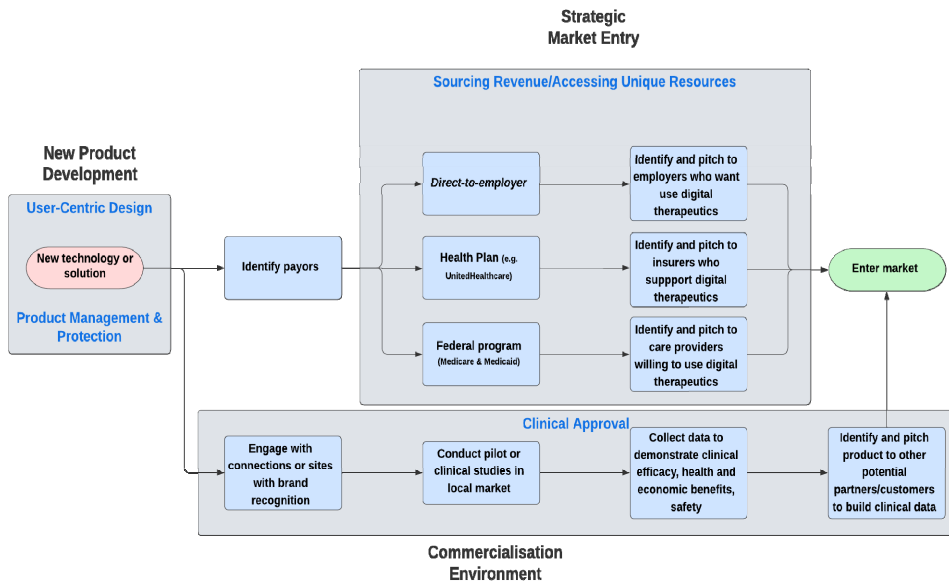 Strategic
Market Entry
Sourcing Revenue/Accessing Unique Resources
New Product
Development
User-Centric Design
New technology or
solution
Product Management &
Protection
Identify payors
Direct-to-employer
Identify and pitch to
employers who want
use digital
therapeutics
Health Plan (e.g.
UnitedHealthcare)
Identify and pitch to
insurers who
suppport digital
therapeutics
Federal program
(Medicare & Medicaid)
Identify and pitch to
care providers
willing to use digital
therapeutics
Enter market
Clinical Approval
Engage with
connections or sites
with brand
recognition
Conduct pilot or
clinical studies in
local market
Collect data to
demonstrate clinical
efficacy, health and
economic benefits,
safety
Identify and pitch
product to other
potential
partners/customers
to build clinical data
Commercialisation
Environment